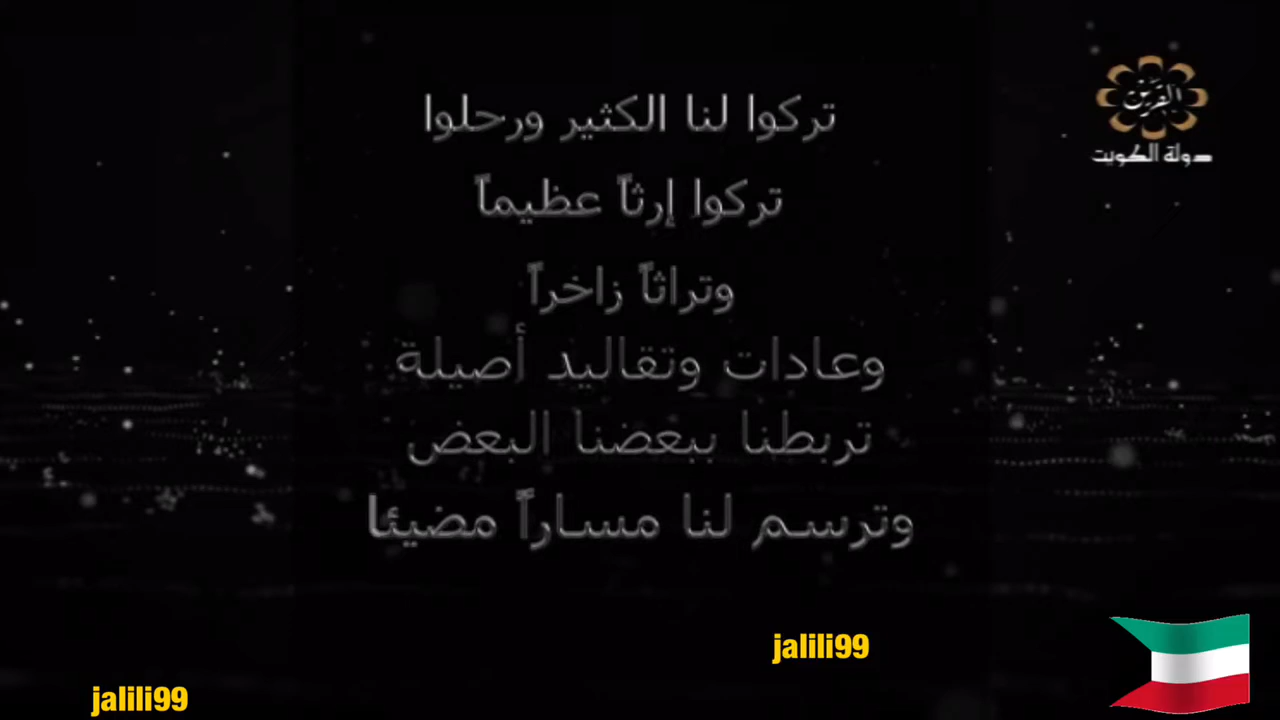 تركوا لنا الكثير ورحلوا
تركوا إرثاً عظيماً
وتراثاً زاخراً
وعادات وتقاليد أصيلة
تربطنا ببعضنا البعض
وترسم لنا مساراً مضيئا
القرين
دولة الكويت
jalili99
jalili99